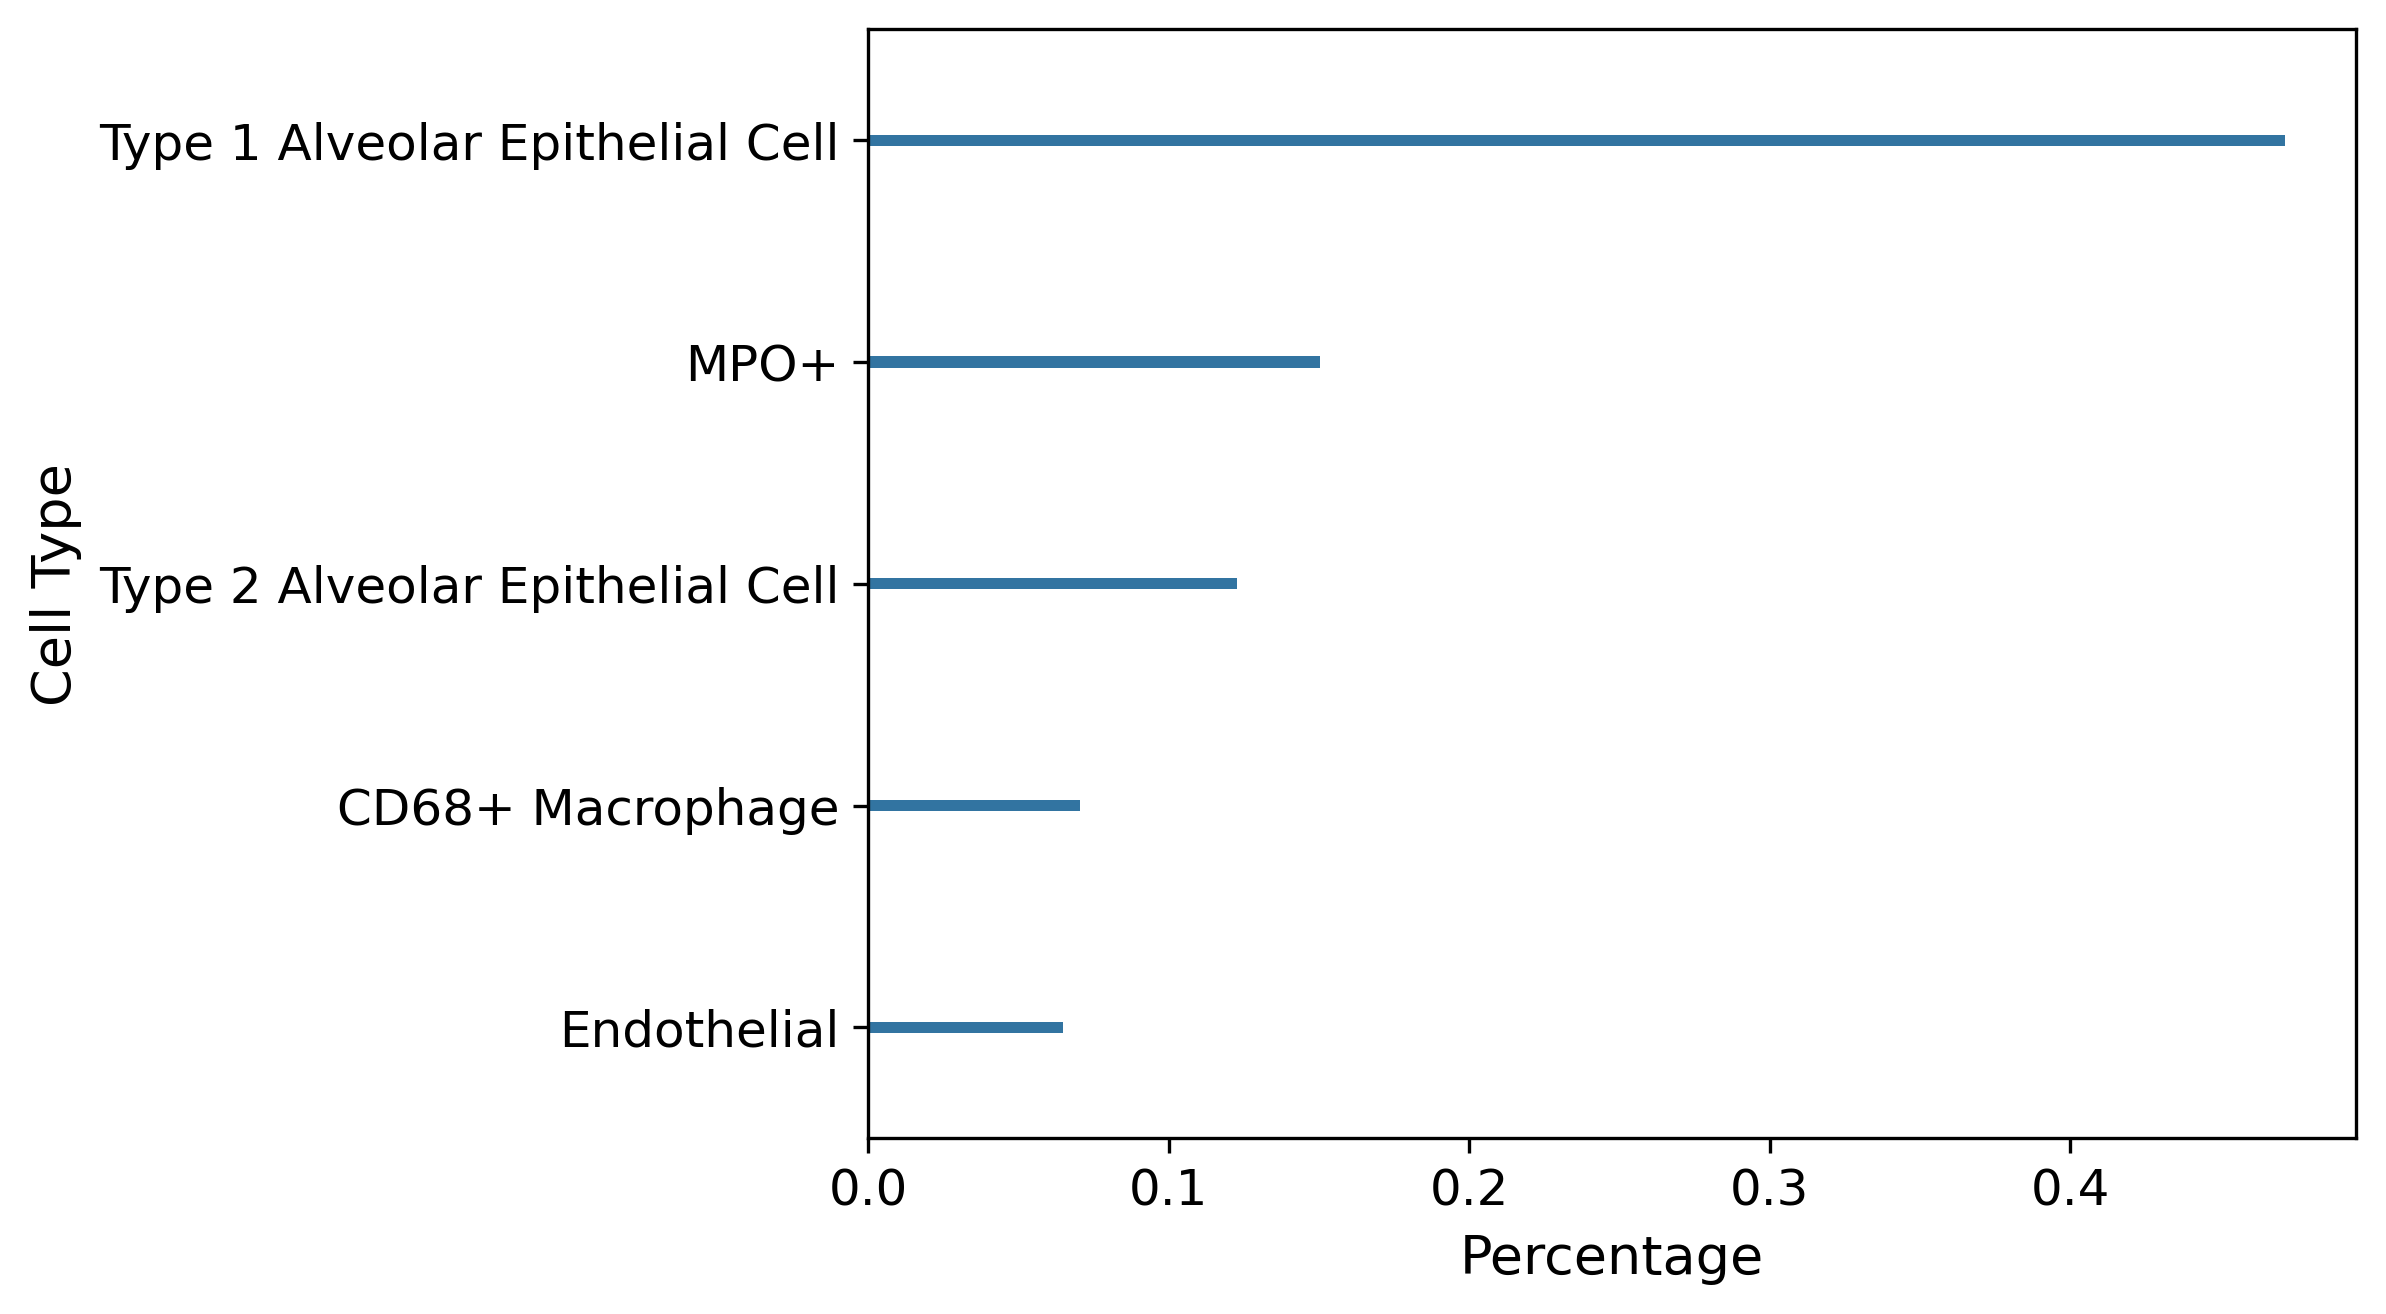 Type 1 Alveolar Epithelial Cell
MPO+
Cell Type
Type 2 Alveolar Epithelial Cell
CD68+ Macrophage
Endothelial
0.0 0.1 0.2 0.3 0.4
Percentage